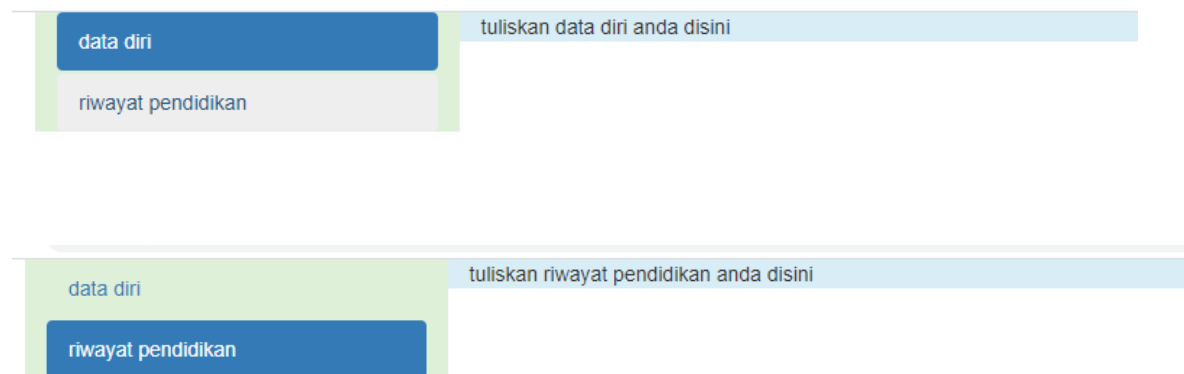 data diri
tuliskan data diri anda disini
riwayat pendidikan
data diri
tuliskan riwayat pendidikan anda disini
riwayat pendidikan